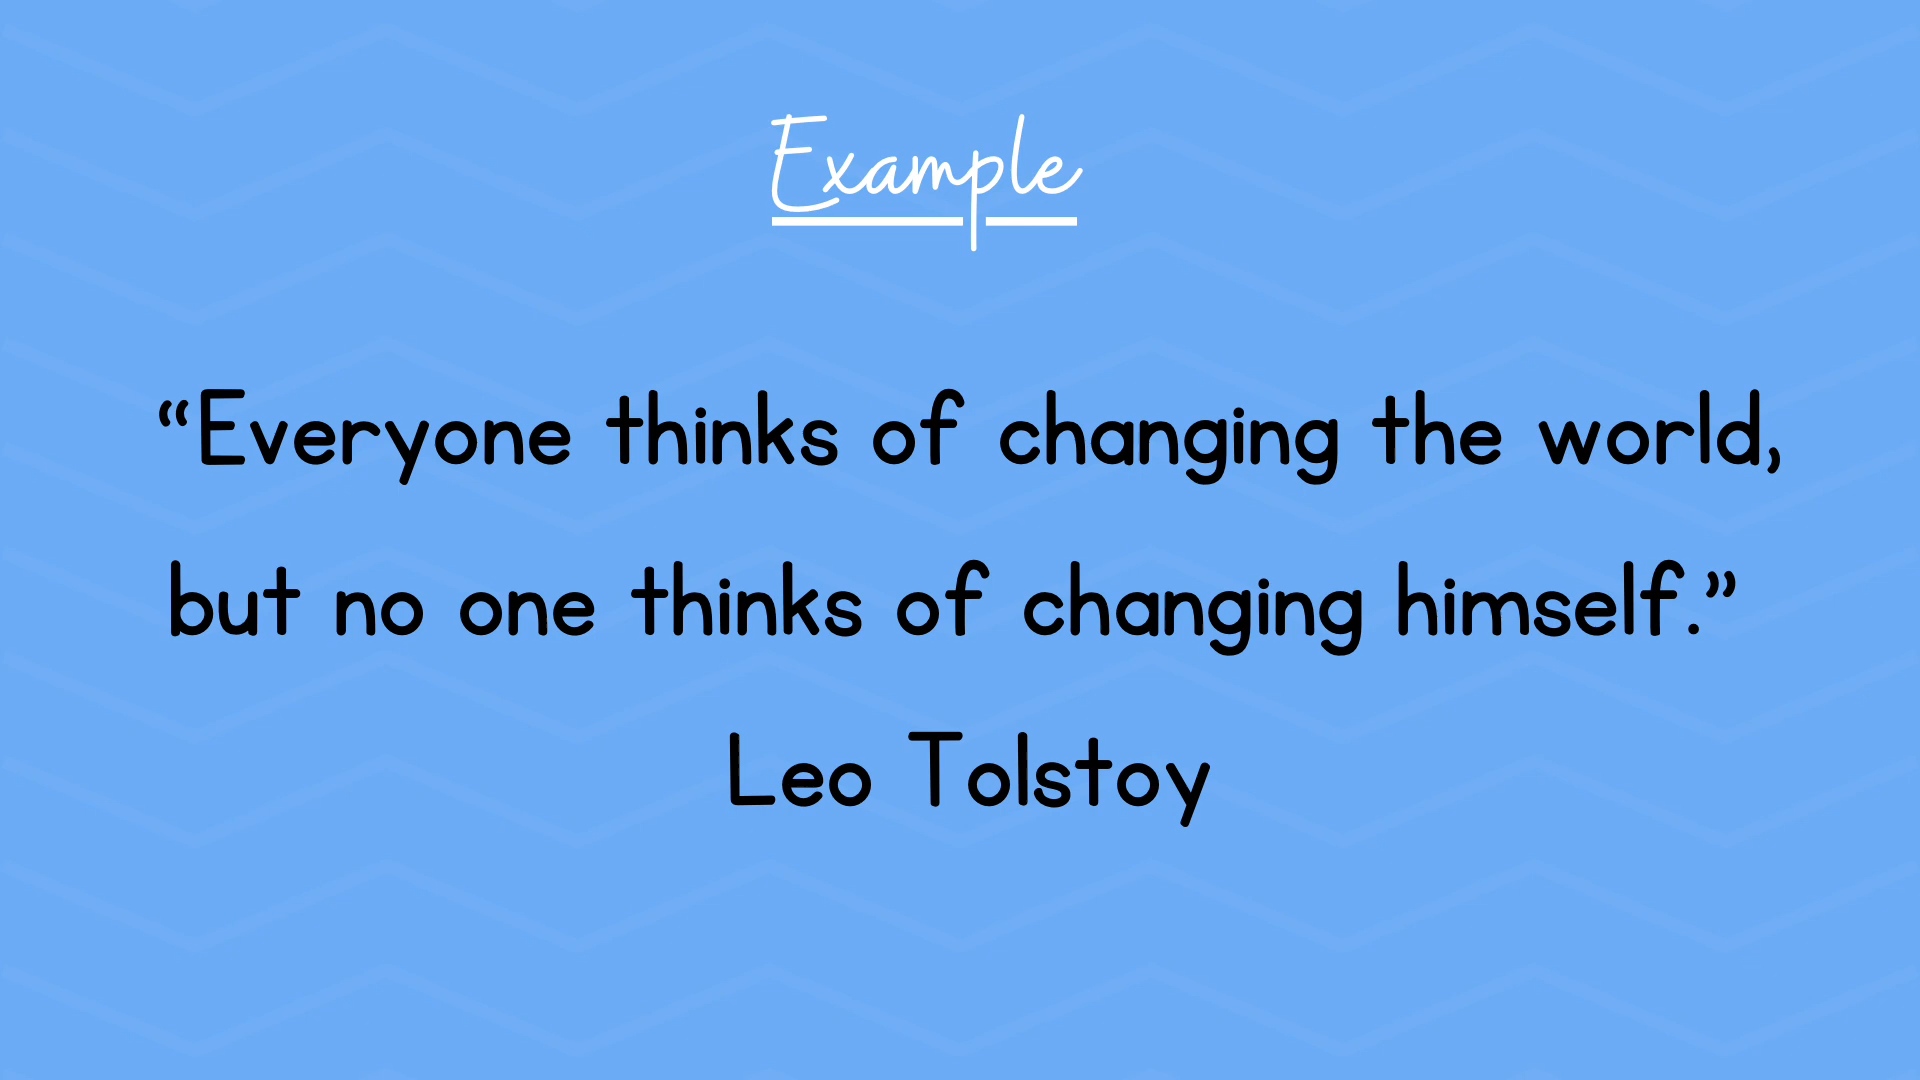 Example
“Everyone thinks of changing the world,
but no one thinks of changing himself.”
Leo Tolstoy